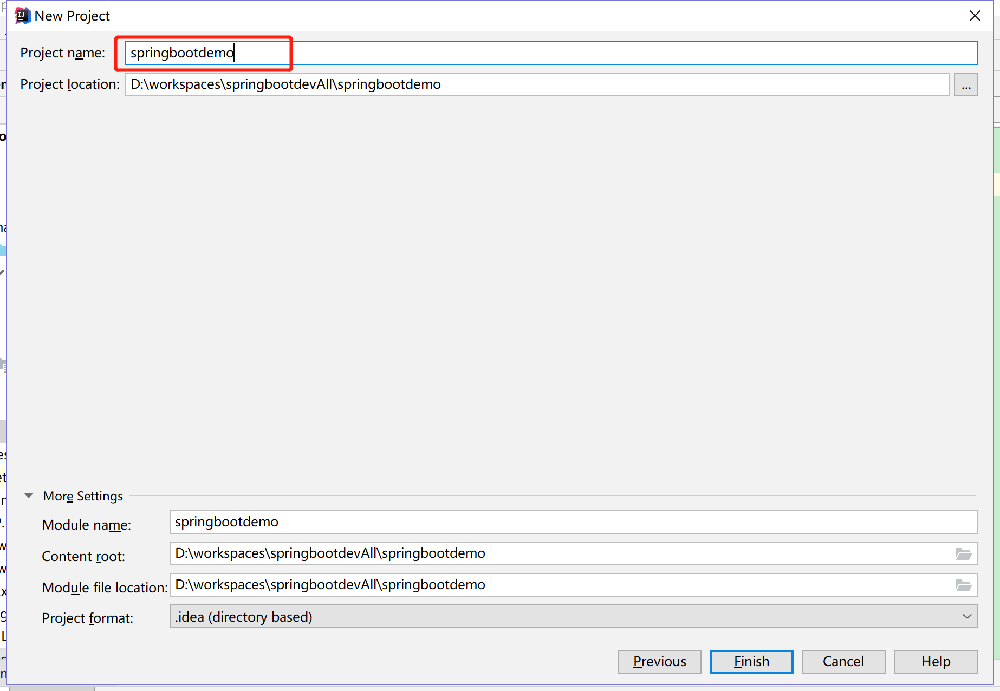 New Project
Project name: springbootdemo
Project location: D:\workspaces\springbootdevAll\springbootdemo ...
More Settings
Module name: springbootdemo
Content root: D:\workspaces\springbootdevAll\springbootdemo
Module file location: D:\workspaces\springbootdevAll\springbootdemo
Project format: .idea (directory based)
Previous Finish Cancel Help